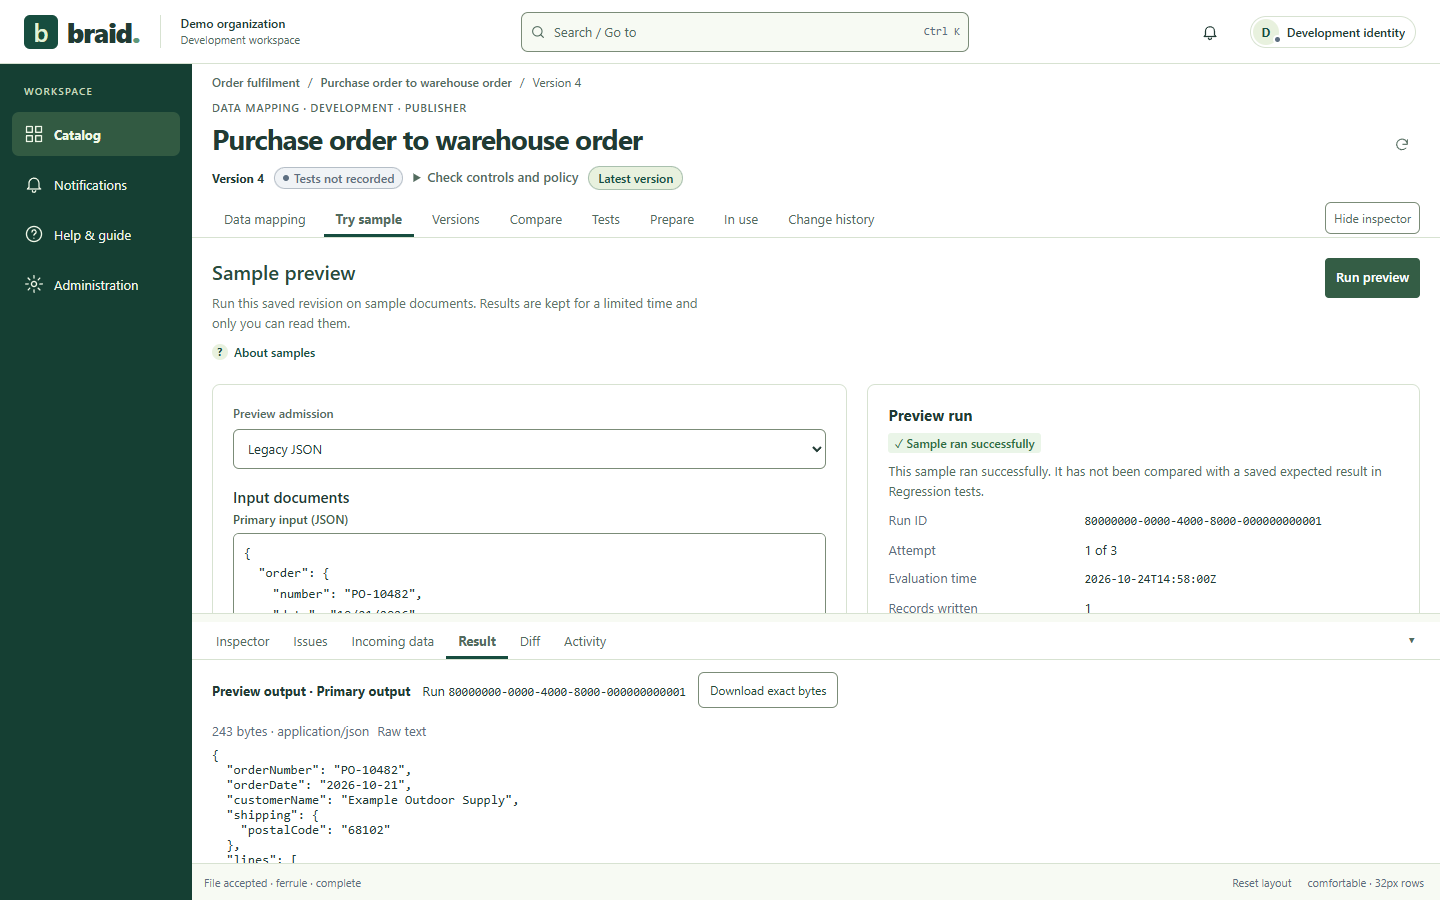 b braid.
Demo organization
Development workspace
Search / Go to
Ctrl K
D Development identity
WORKSPACE
Catalog
Notifications
Help & guide
Administration
Order fulfilment / Purchase order to warehouse order / Version 4
DATA MAPPING · DEVELOPMENT · PUBLISHER
Purchase order to warehouse order
Version 4 Tests not recorded Check controls and policy Latest version
Data mapping Try sample Versions Compare Tests Prepare In use Change history Hide inspector
Sample preview
Run preview
Run this saved revision on sample documents. Results are kept for a limited time and
only you can read them.
? About samples
Preview admission
Legacy JSON
Input documents
Primary input (JSON)
{
"order": {
"number": "PO-10482",
Preview run
✓ Sample ran successfully
This sample ran successfully. It has not been compared with a saved expected result in
Regression tests.
Run ID 80000000-0000-4000-8000-000000000001
Attempt 1 of 3
Evaluation time 2026-10-24T14:58:00Z
Records written 1
Inspector Issues Incoming data Result Diff Activity
Preview output · Primary output Run 80000000-0000-4000-8000-000000000001 Download exact bytes
243 bytes · application/json Raw text
{
"orderNumber": "PO-10482",
"orderDate": "2026-10-21",
"customerName": "Example Outdoor Supply",
"shipping": {
"postalCode": "68102"
},
"lines": [
File accepted · ferrule · complete
Reset layout comfortable · 32px rows